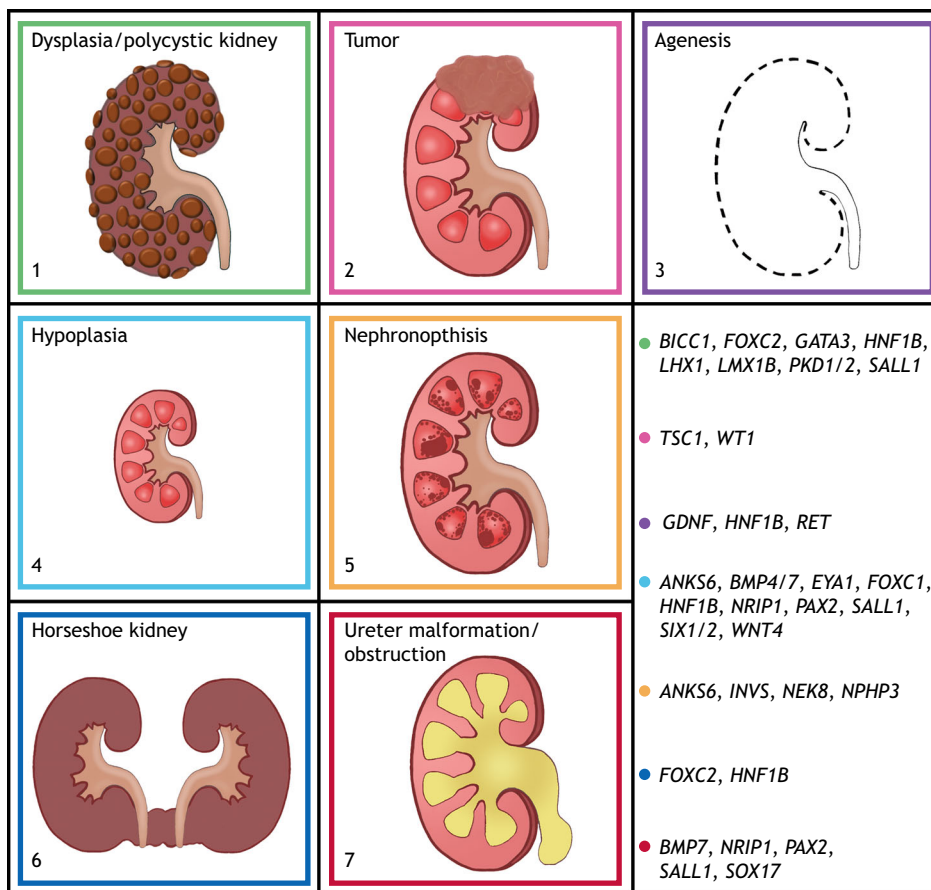 Dysplasia/polycystic kidney
1
Tumor
2
Agenesis
3
Hypoplasia
4
Nephronopthisis
5
BICC1, FOXC2, GATA3, HNF1B,
LHX1, LMX1B, PKD1/2, SALL1
TSC1, WT1
GDNF, HNF1B, RET
ANKS6, BMP4/7, EYA1, FOXC1,
HNF1B, NRIP1, PAX2, SALL1,
SIX1/2, WNT4
ANKS6, INVS, NEK8, NPHP3
FOXC2, HNF1B
BMP7, NRIP1, PAX2,
SALL1, SOX17
Horseshoe kidney
6
Ureter malformation/
obstruction
7